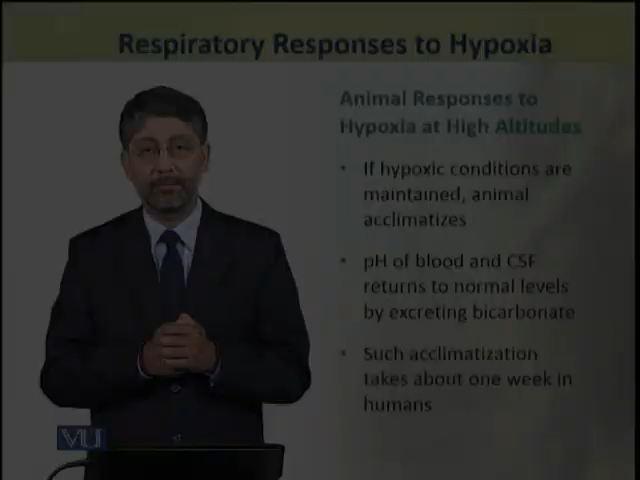 Respiratory Responses to Hypoxia
Animal Responses to
Hypoxia at High Altitudes
• If hypoxic conditions are
maintained, animal
acclimatizes
• pH of blood and CSF
returns to normal levels
by excreting bicarbonate
• Such acclimatization
takes about one week in
humans
VU